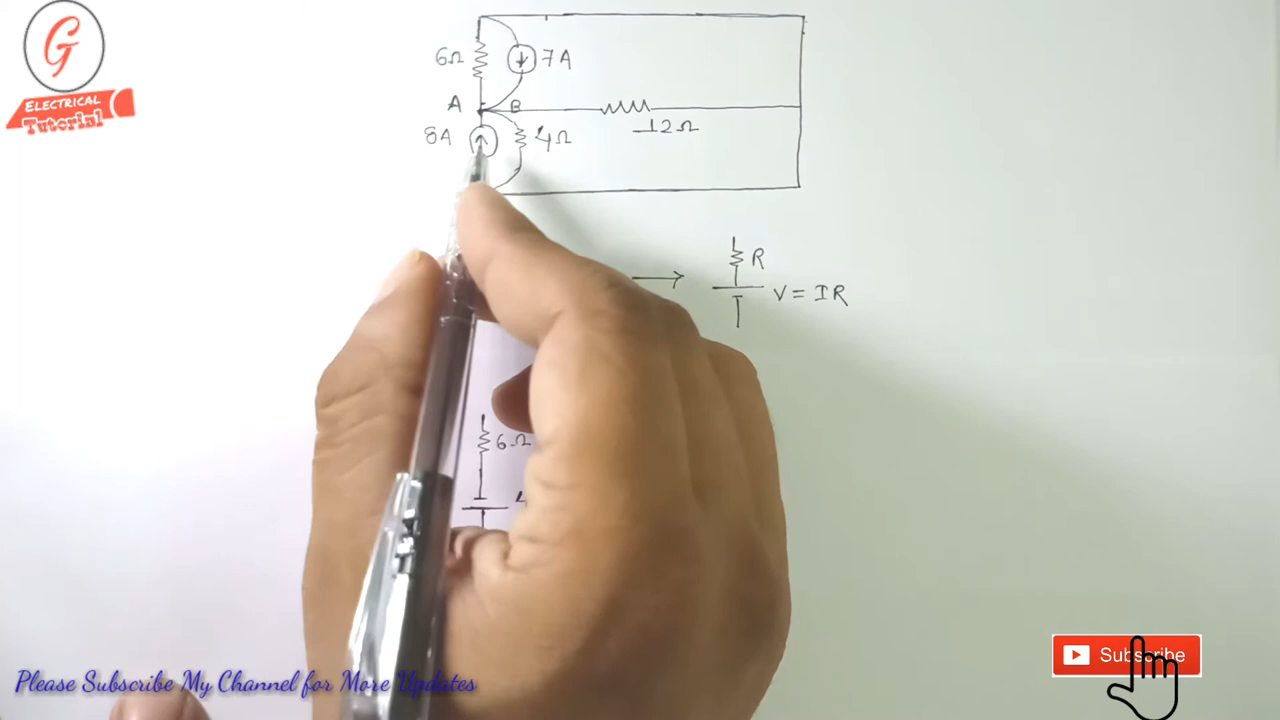 G
ELECTRICAL
Tutorial
6Ω
7A
A
B
8A
4Ω
12Ω
R
V = IR
6Ω
Subscribe
Please Subscribe My Channel for More Updates